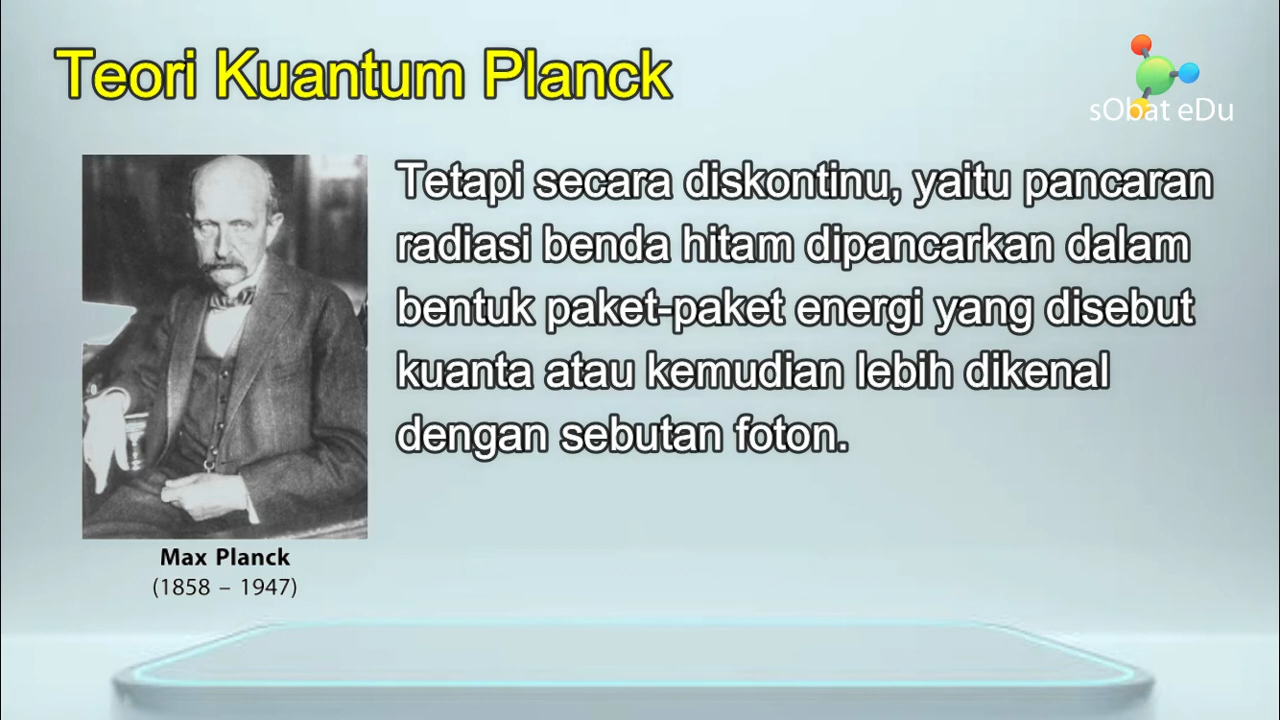 Teori Kuantum Planck
sObat eDu
Tetapi secara diskontinu, yaitu pancaran
radiasi benda hitam dipancarkan dalam
bentuk paket-paket energi yang disebut
kuanta atau kemudian lebih dikenal
dengan sebutan foton.
Max Planck
(1858 – 1947)